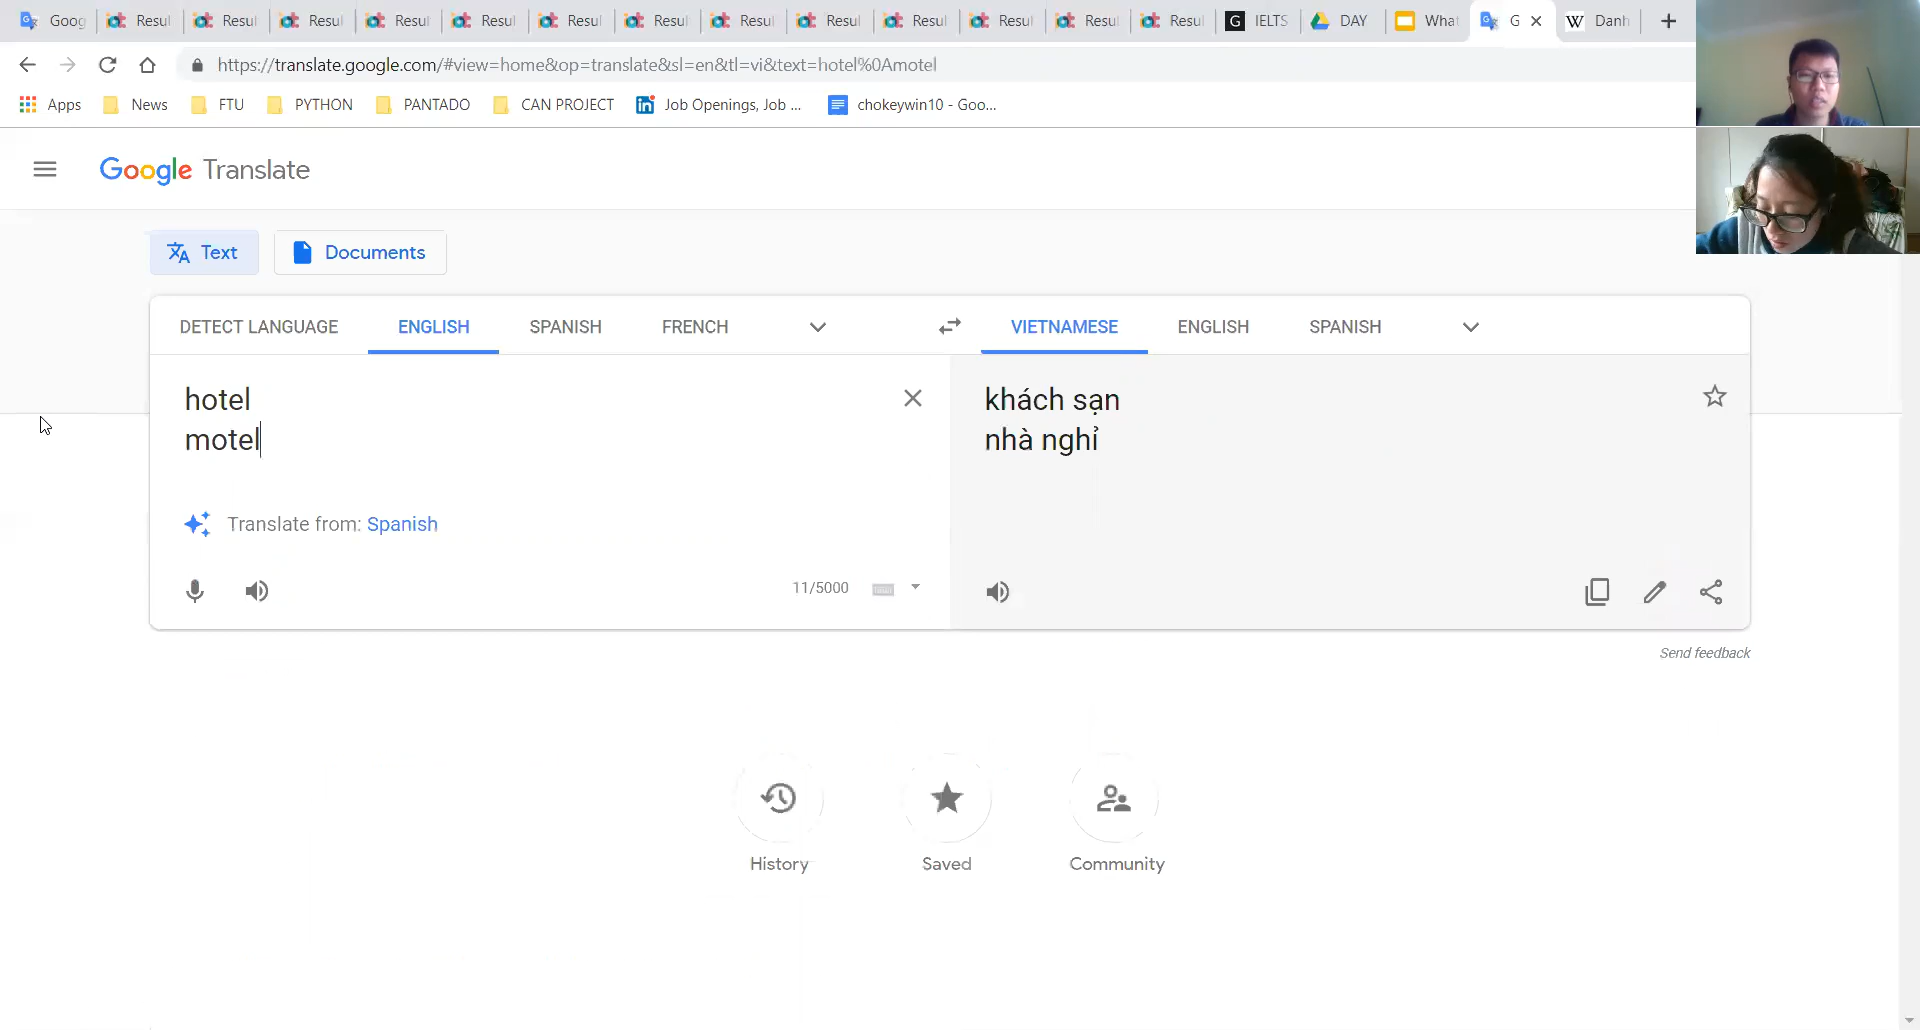 Goog Resul Resul Resul Resul Resul Resul Resul Resul Resul Resul Resul Resul Resul IELTS DAY What G Danh
https://translate.google.com/#view=home&op=translate&sl=en&tl=vi&text=hotel%0Amotel
Apps News FTU PYTHON PANTADO CAN PROJECT Job Openings, Job ... chokeywin10 - Goo...
Google Translate
Text Documents
DETECT LANGUAGE ENGLISH SPANISH FRENCH VIETNAMESE ENGLISH SPANISH
hotel khách sạn
motel nhà nghỉ
Translate from: Spanish
11/5000
Send feedback
History Saved Community